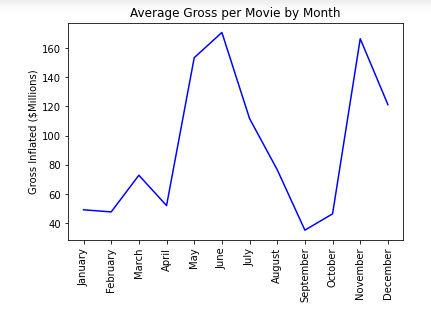 Average Gross per Movie by Month
Gross Inflated ($Millions)
160
140
120
100
80
60
40
January
February
March
April
May
June
July
August
September
October
November
December